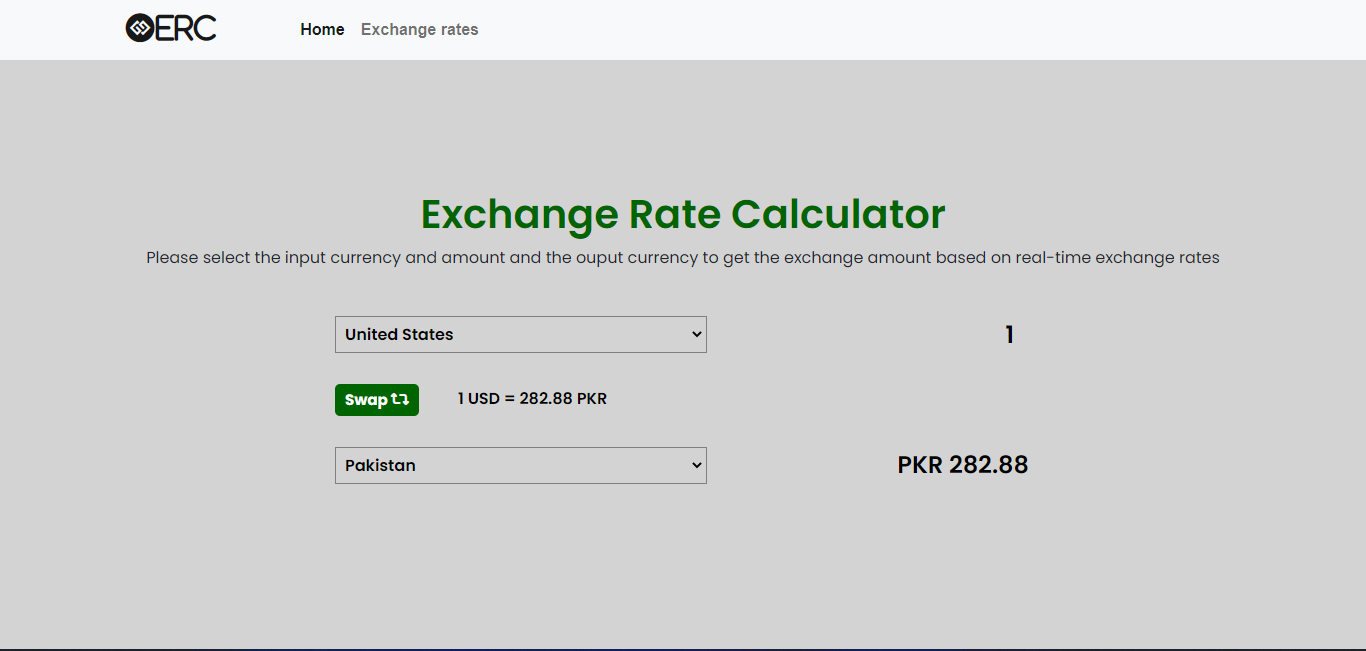 ERC
Home Exchange rates
Exchange Rate Calculator
Please select the input currency and amount and the ouput currency to get the exchange amount based on real-time exchange rates
United States 1
Swap 1 USD = 282.88 PKR
Pakistan PKR 282.88